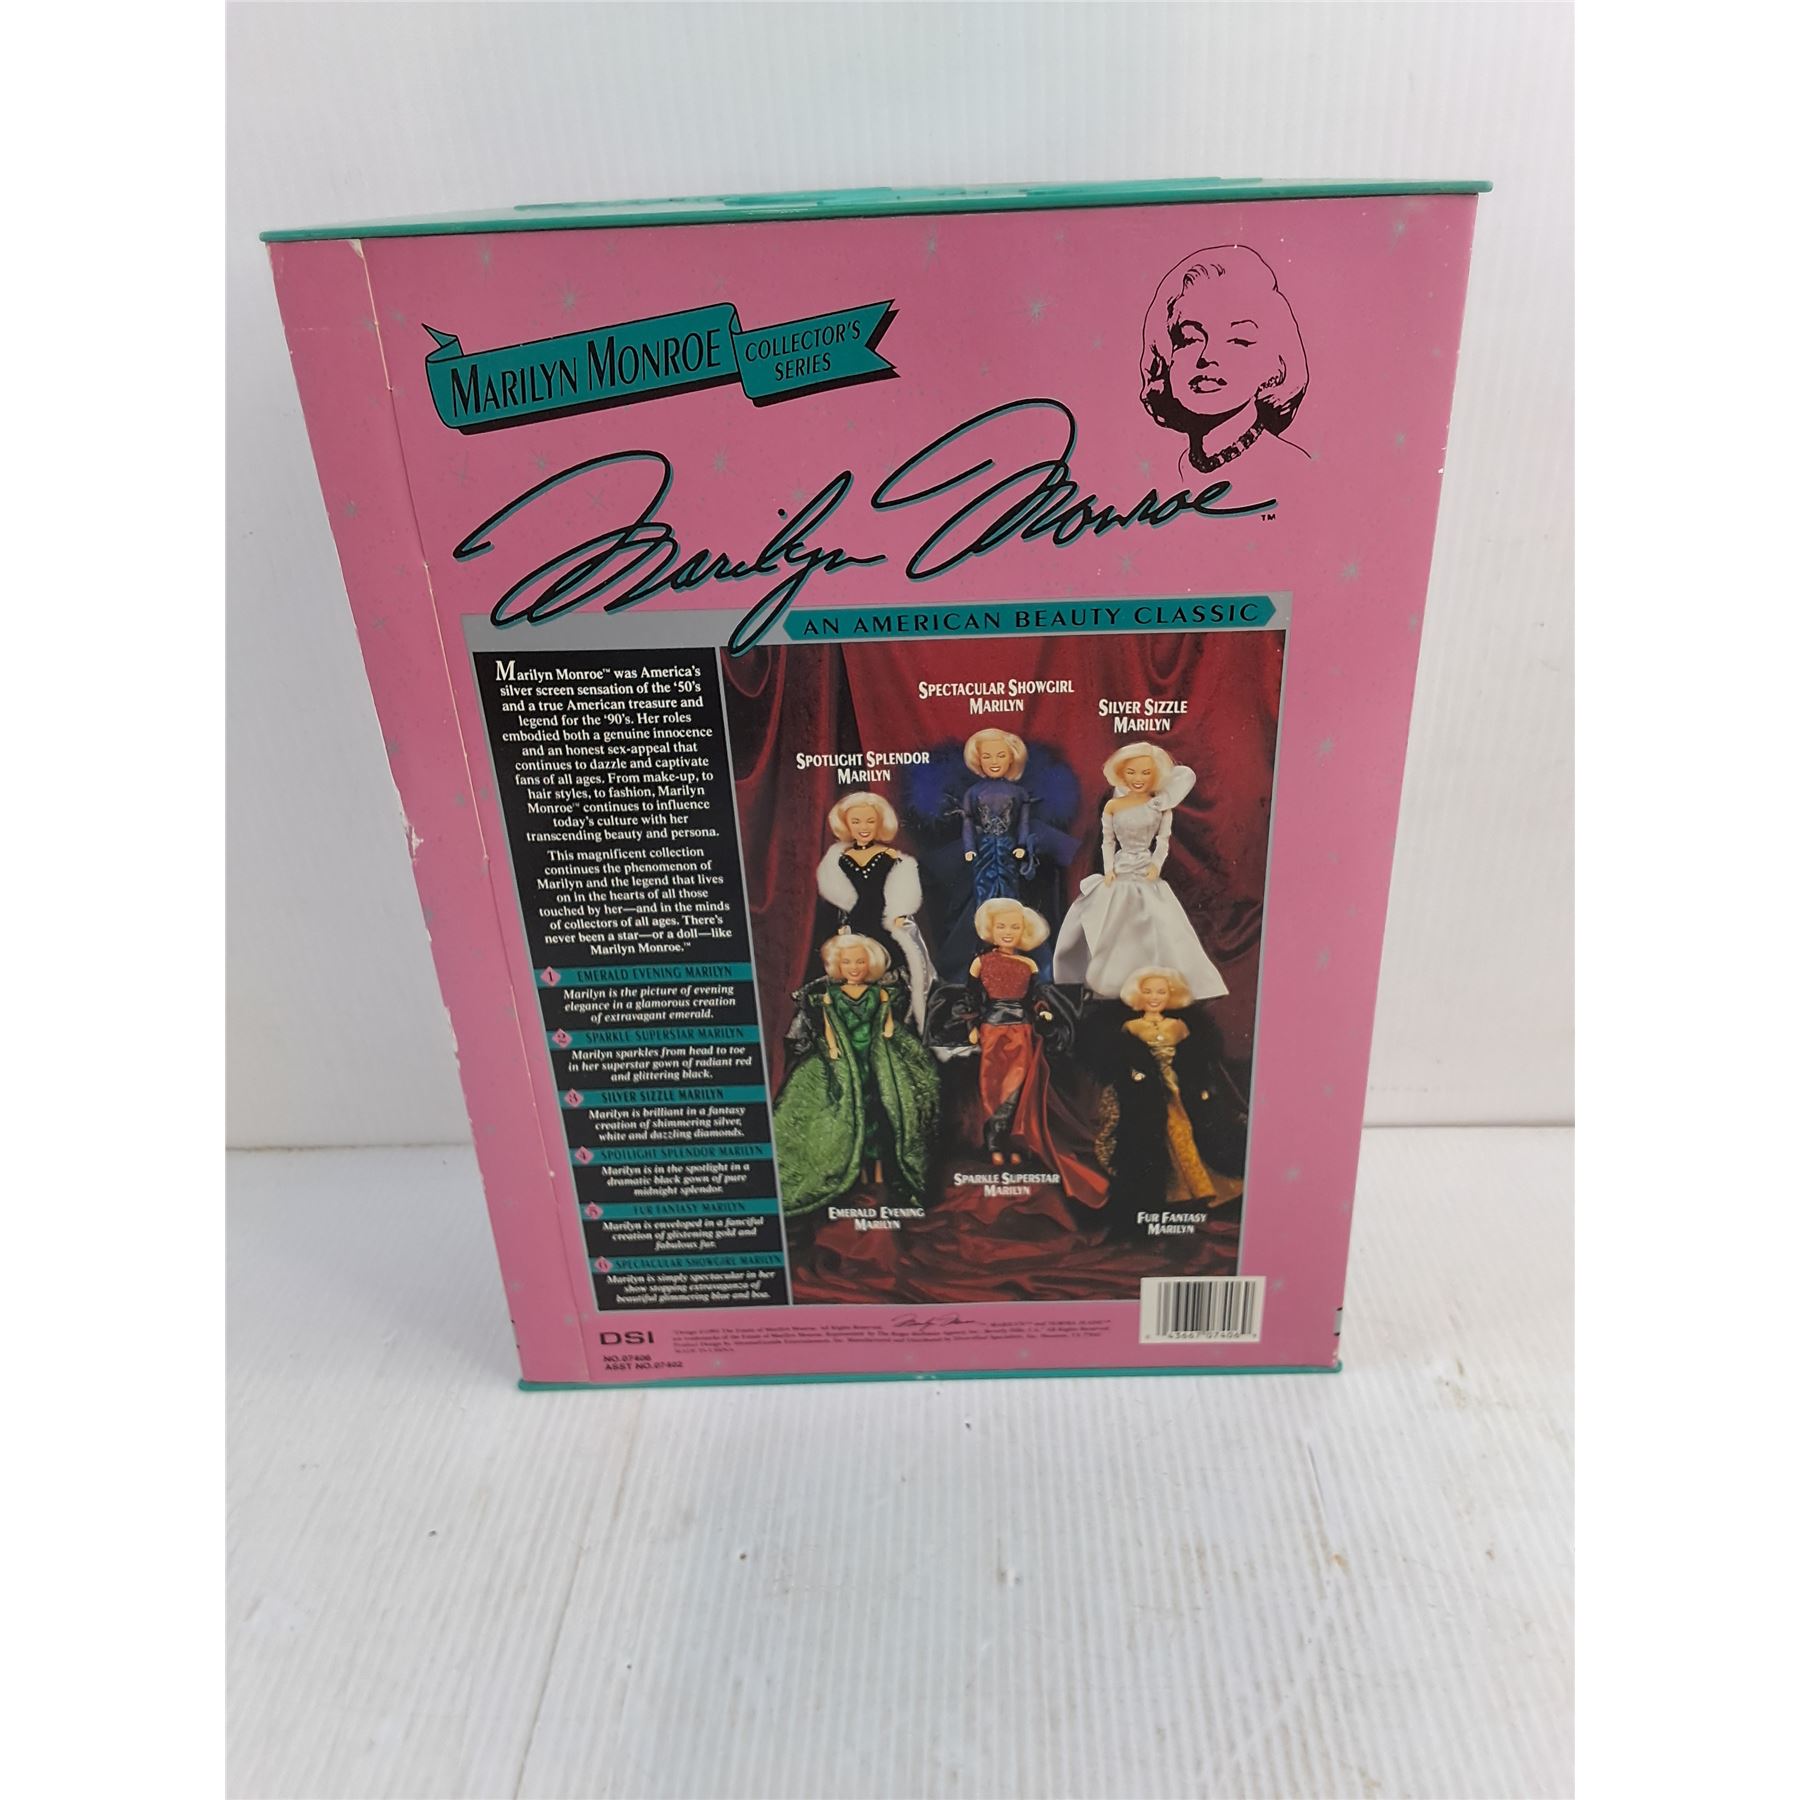 MARILYN MONROE
COLLECTOR'S
SERIES
Marilyn Monroe™
AN AMERICAN BEAUTY CLASSIC
Marilyn Monroe™ was America's
silver screen sensation of the '50's
and a true American treasure and
legend for the '90's. Her roles
embodied both a genuine innocence
and an honest sex-appeal that
continues to dazzle and captivate
fans of all ages. From make-up, to
hair styles, to fashion, Marilyn
Monroe™ continues to influence
today's culture with her
transcending beauty and persona.
This magnificent collection
continues the phenomenon of
Marilyn and the legend that lives
on in the hearts of all those
touched by her—and in the minds
of collectors of all ages. There's
never been a star—or a doll—like
Marilyn Monroe.™
1 EMERALD EVENING MARILYN
Marilyn is the picture of evening
elegance in a glamorous creation
of extravagant emerald.
2 SPARKLE SUPERSTAR MARILYN
Marilyn sparkles from head to toe
in her superstar gown of radiant red
and glittering black.
3 SILVER SIZZLE MARILYN
Marilyn is brilliant in a fantasy
creation of shimmering silver,
white and dazzling diamonds.
4 SPOTLIGHT SPLENDOR MARILYN
Marilyn is in the spotlight in a
dramatic black gown of pure
midnight splendor.
5 FUR FANTASY MARILYN
Marilyn is enveloped in a fanciful
creation of glistening gold and
fabulous fur.
6 SPECTACULAR SHOWGIRL MARILYN
Marilyn is simply spectacular in her
show stopping extravaganza of
beautiful glimmering blue and boa.
SPECTACULAR SHOWGIRL
MARILYN
SILVER SIZZLE
MARILYN
SPOTLIGHT SPLENDOR
MARILYN
SPARKLE SUPERSTAR
MARILYN
EMERALD EVENING
MARILYN
FUR FANTASY
MARILYN
DSI
NO.07406
ASST NO.07402
Marilyn Monroe
MADE IN CHINA
43667 07406